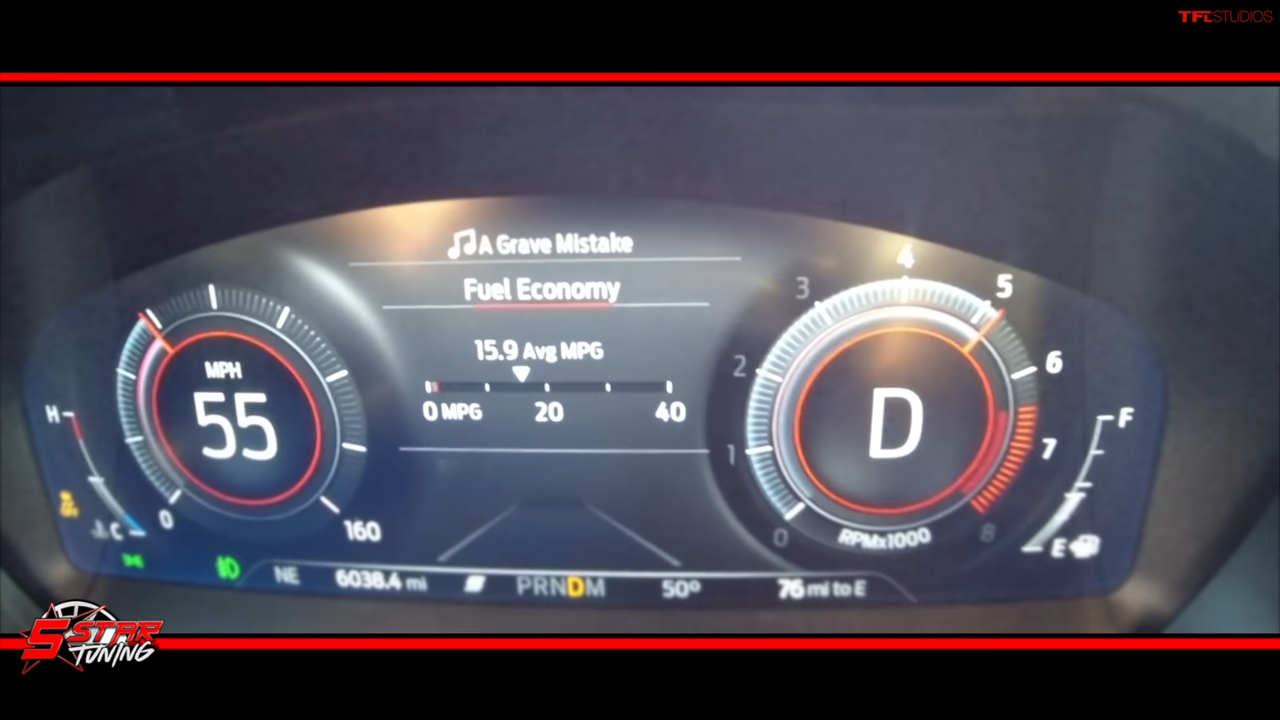 TFLSTUDIOS
A Grave Mistake
Fuel Economy
15.9 Avg MPG
0 MPG 20 40
MPH
55
0
160
H
C
D
0 1 2 3 4 5 6 7 8
RPMx1000
F
E
NE 6038.4 mi PRNDM 50° 76 mi to E
5 STAR
TUNING